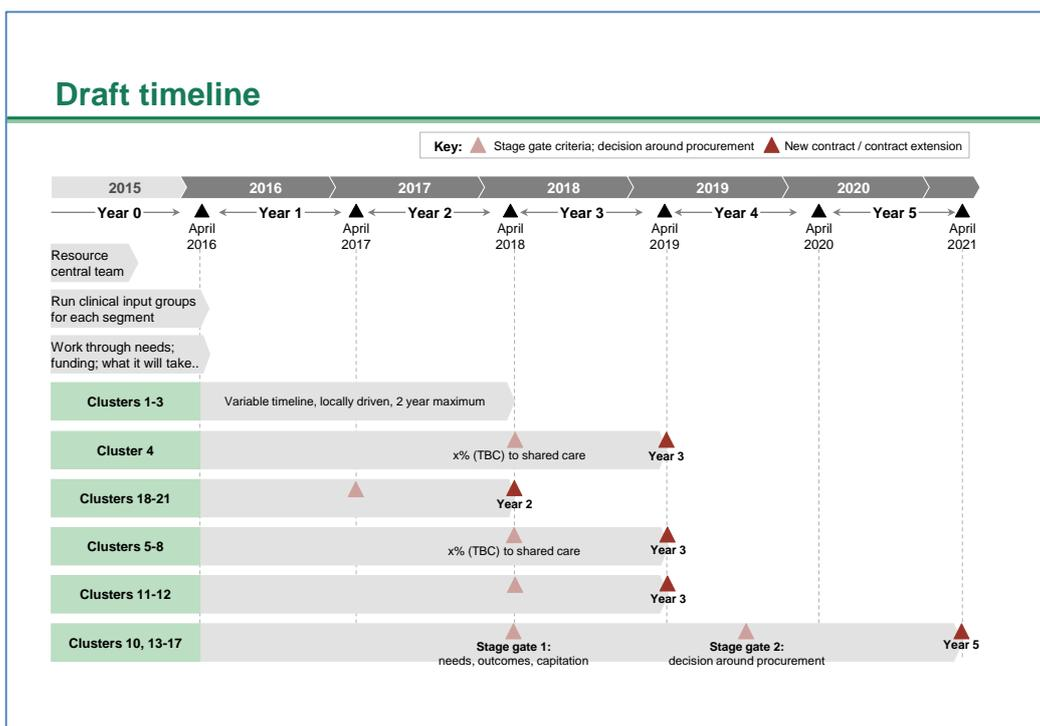 Draft timeline
Key: Stage gate criteria; decision around procurement New contract / contract extension
2015 2016 2017 2018 2019 2020
Year 0 Year 1 Year 2 Year 3 Year 4 Year 5
April April April April April April
2016 2017 2018 2019 2020 2021
Resource
central team
Run clinical input groups
for each segment
Work through needs;
funding; what it will take..
Clusters 1-3 Variable timeline, locally driven, 2 year maximum
Cluster 4 x% (TBC) to shared care Year 3
Clusters 18-21 Year 2
Clusters 5-8 x% (TBC) to shared care Year 3
Clusters 11-12 Year 3
Clusters 10, 13-17 Year 5
Stage gate 1: Stage gate 2:
needs, outcomes, capitation decision around procurement